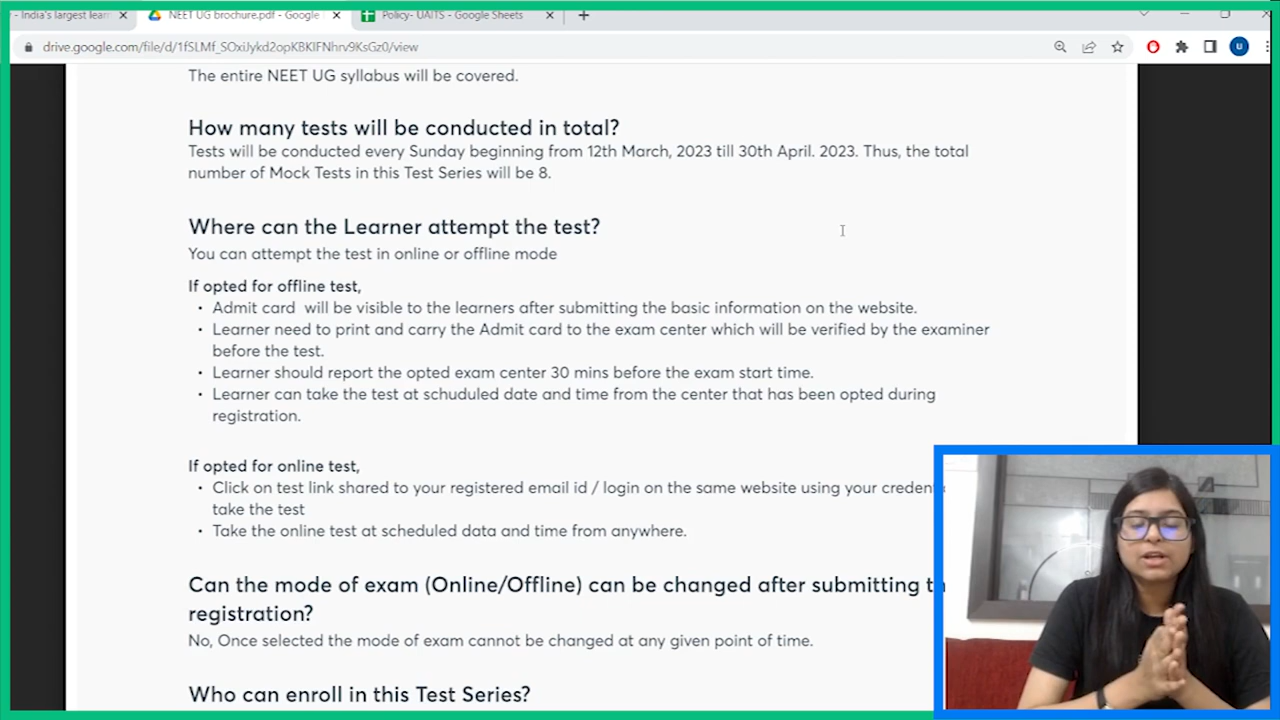 - India's largest learn
NEET UG brochure.pdf - Google
Policy- UAITS - Google Sheets
drive.google.com/file/d/1fSLMf_SOxiJykd2opKBKlFNhrv9KsGz0/view
u
The entire NEET UG syllabus will be covered.
How many tests will be conducted in total?
Tests will be conducted every Sunday beginning from 12th March, 2023 till 30th April. 2023. Thus, the total
number of Mock Tests in this Test Series will be 8.
Where can the Learner attempt the test?
You can attempt the test in online or offline mode
If opted for offline test,
• Admit card will be visible to the learners after submitting the basic information on the website.
• Learner need to print and carry the Admit card to the exam center which will be verified by the examiner
before the test.
• Learner should report the opted exam center 30 mins before the exam start time.
• Learner can take the test at schuduled date and time from the center that has been opted during
registration.
If opted for online test,
• Click on test link shared to your registered email id / login on the same website using your credent
take the test
• Take the online test at scheduled data and time from anywhere.
Can the mode of exam (Online/Offline) can be changed after submitting th
registration?
No, Once selected the mode of exam cannot be changed at any given point of time.
Who can enroll in this Test Series?